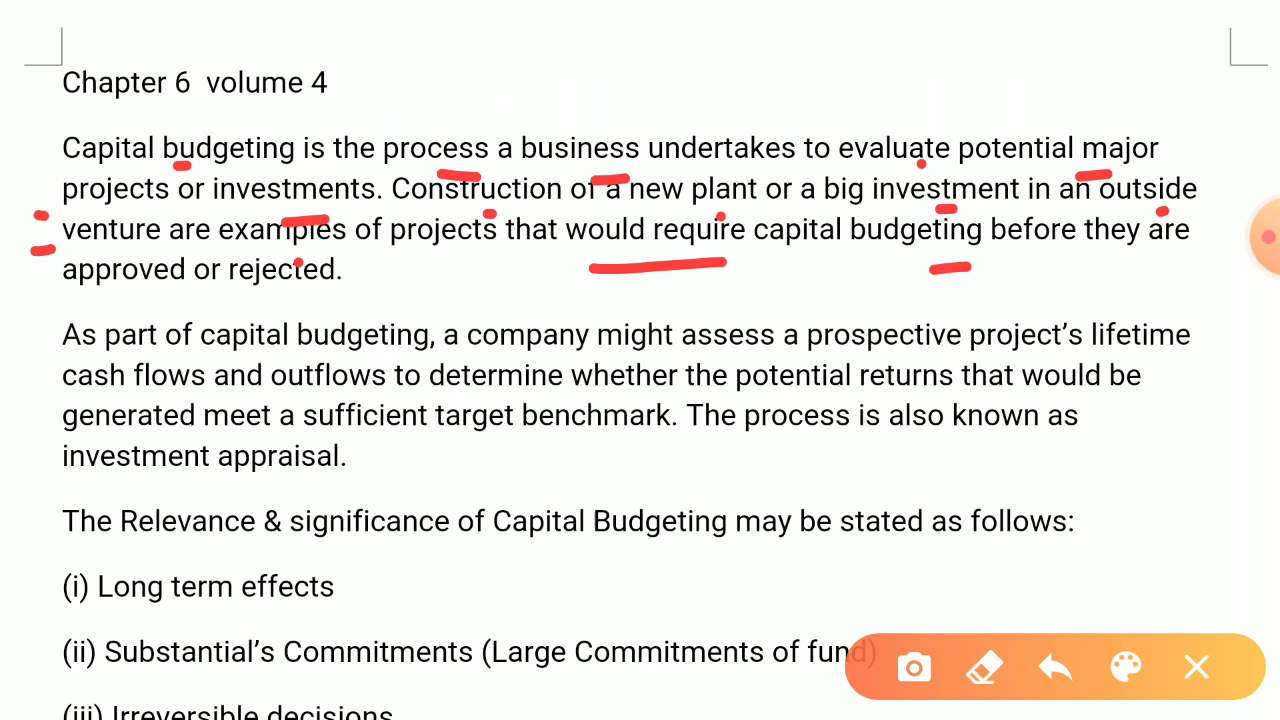 Chapter 6 volume 4
Capital budgeting is the process a business undertakes to evaluate potential major
projects or investments. Construction of a new plant or a big investment in an outside
venture are examples of projects that would require capital budgeting before they are
approved or rejected.
As part of capital budgeting, a company might assess a prospective project’s lifetime
cash flows and outflows to determine whether the potential returns that would be
generated meet a sufficient target benchmark. The process is also known as
investment appraisal.
The Relevance & significance of Capital Budgeting may be stated as follows:
(i) Long term effects
(ii) Substantial’s Commitments (Large Commitments of fund)
(iii) Irreversible decisions